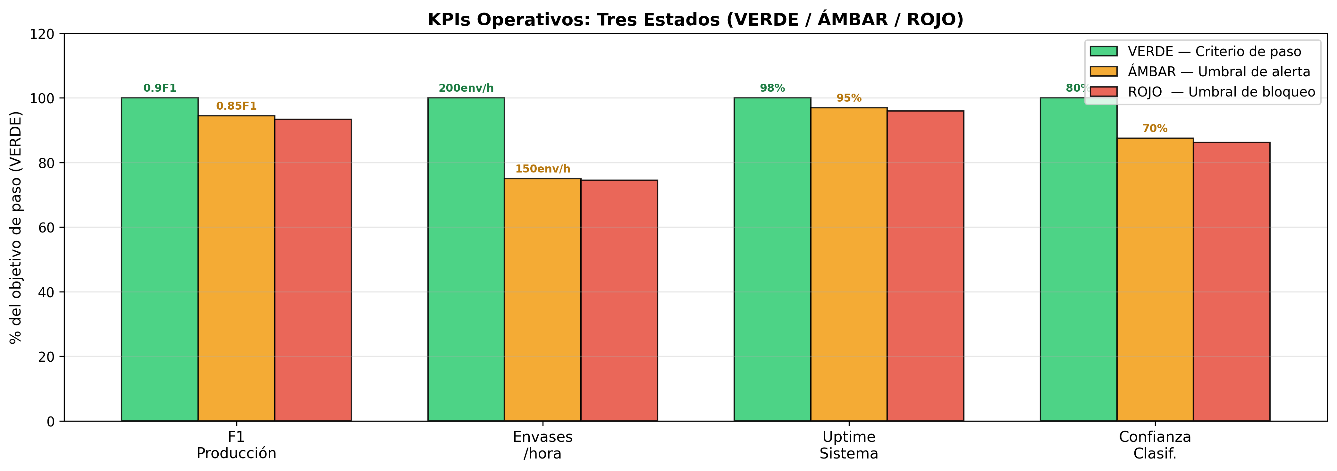 KPIs Operativos: Tres Estados (VERDE / ÁMBAR / ROJO)
% del objetivo de paso (VERDE)
120
100
80
60
40
20
0
VERDE — Criterio de paso
ÁMBAR — Umbral de alerta
ROJO — Umbral de bloqueo
0.9F1
0.85F1
200env/h
150env/h
98%
95%
70%
F1
Producción
Envases
/hora
Uptime
Sistema
Confianza
Clasif.